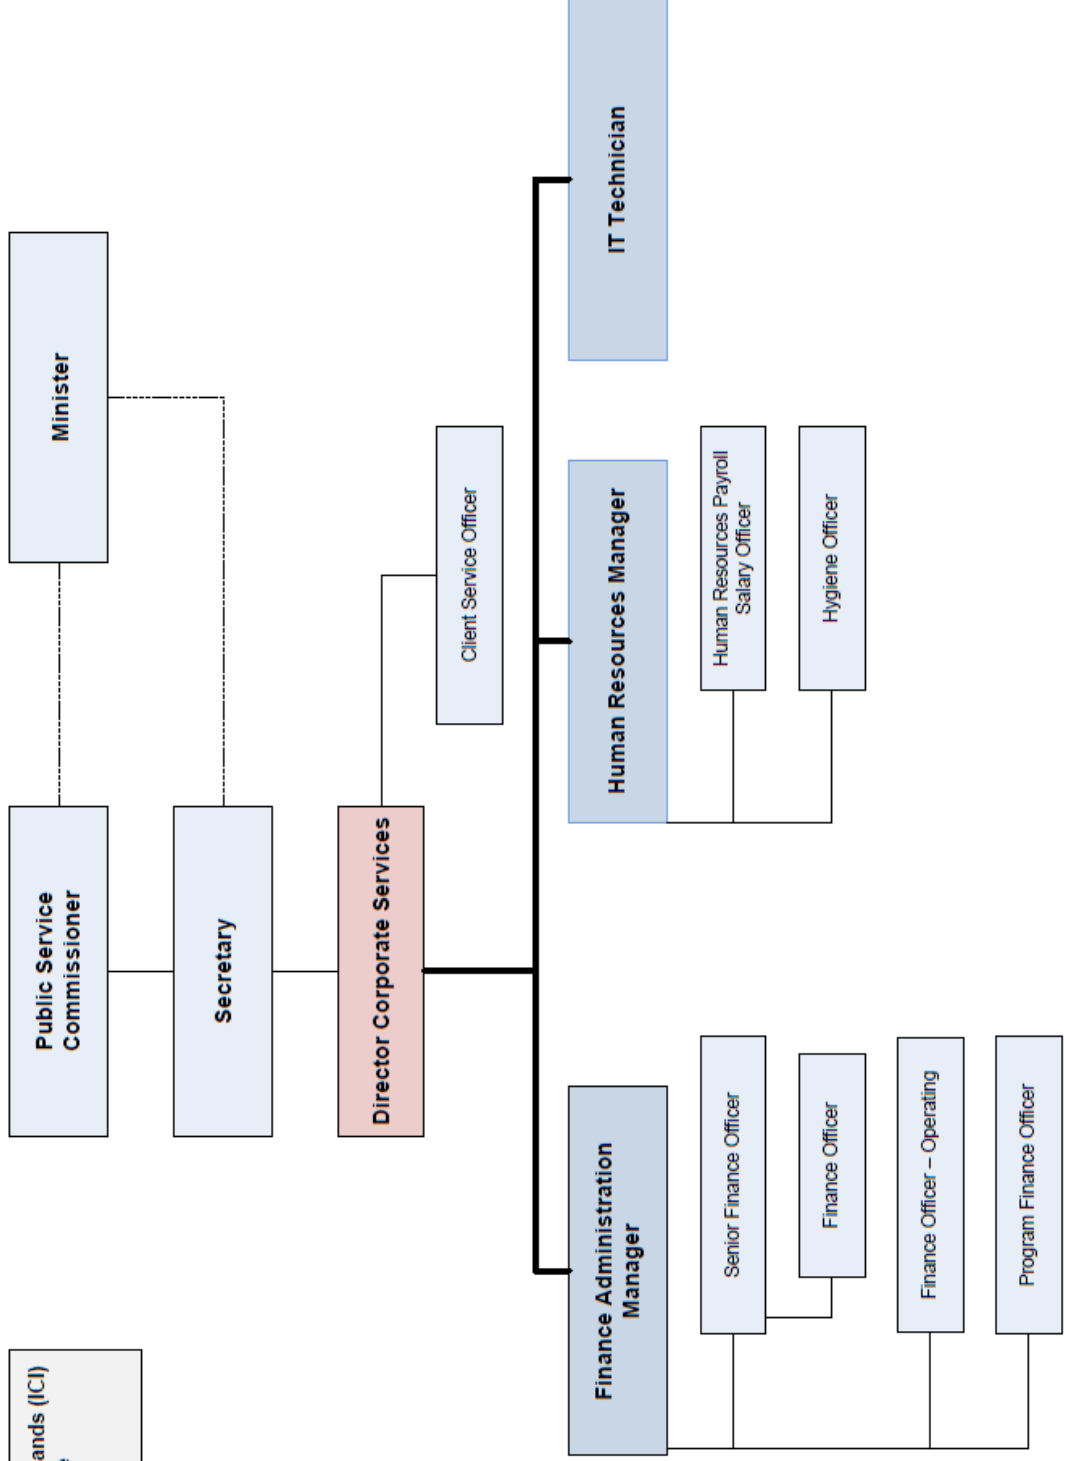 ands (ICI)
Public Service
Commissioner
Minister
Secretary
Director Corporate Services
Client Service Officer
Finance Administration
Manager
Human Resources Manager
IT Technician
Senior Finance Officer
Human Resources Payroll
Salary Officer
Finance Officer
Hygiene Officer
Finance Officer – Operating
Program Finance Officer